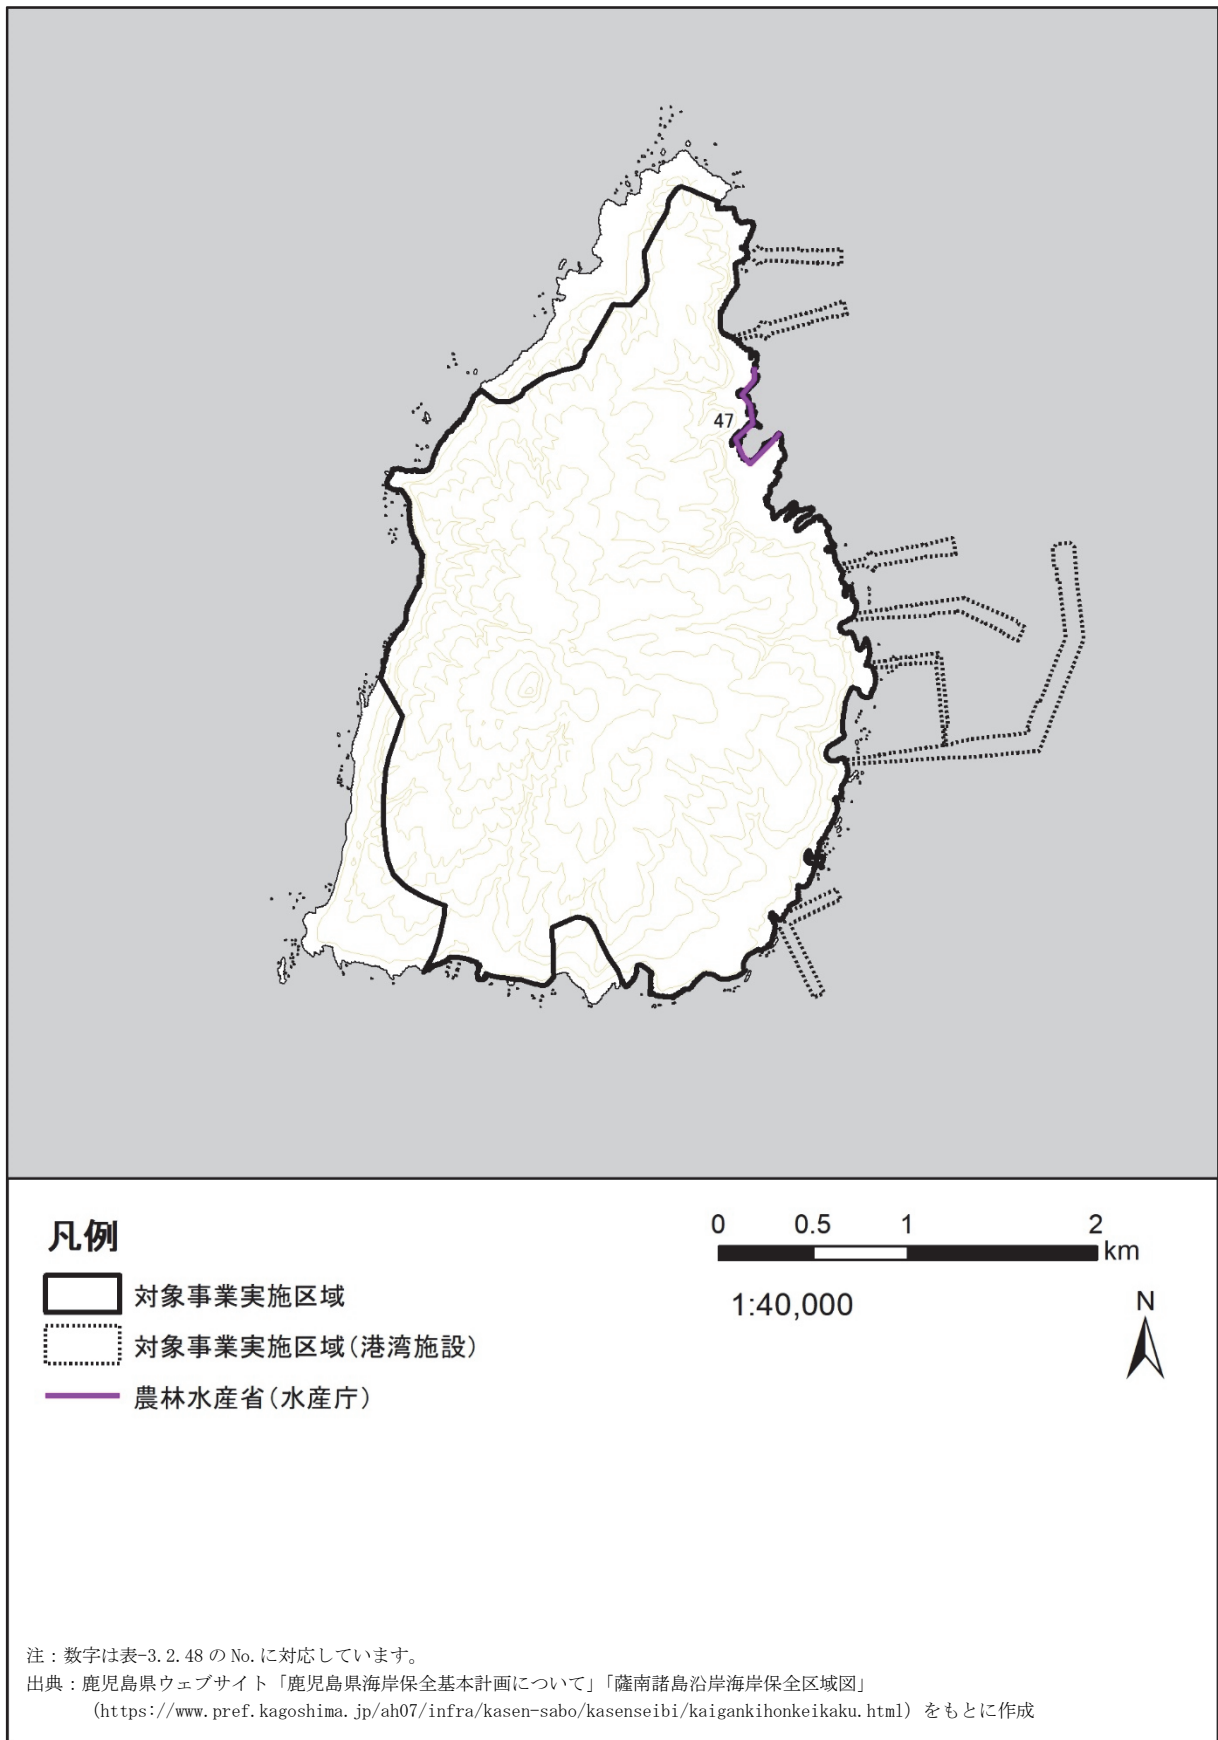 47
凡例
対象事業実施区域
対象事業実施区域(港湾施設)
農林水産省(水産庁)
0 0.5 1 2
km
1:40,000
N
注:数字は表-3.2.48 の No.に対応しています。
出典:鹿児島県ウェブサイト「鹿児島県海岸保全基本計画について」「薩南諸島沿岸海岸保全区域図」
(https://www.pref.kagoshima.jp/ah07/infra/kasen-sabo/kasenseibi/kaigankihonkeikaku.html) をもとに作成